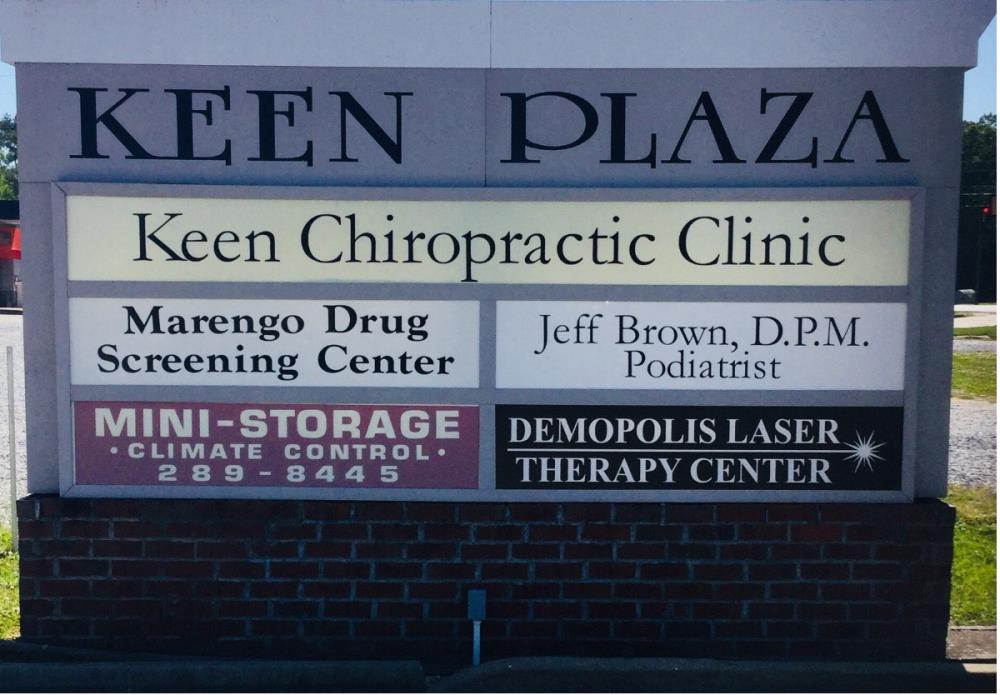 KEEN PLAZA
Keen Chiropractic Clinic
Marengo Drug
Screening Center
Jeff Brown, D.P.M.
Podiatrist
MINI-STORAGE
• CLIMATE CONTROL •
289-8445
DEMOPOLIS LASER
THERAPY CENTER